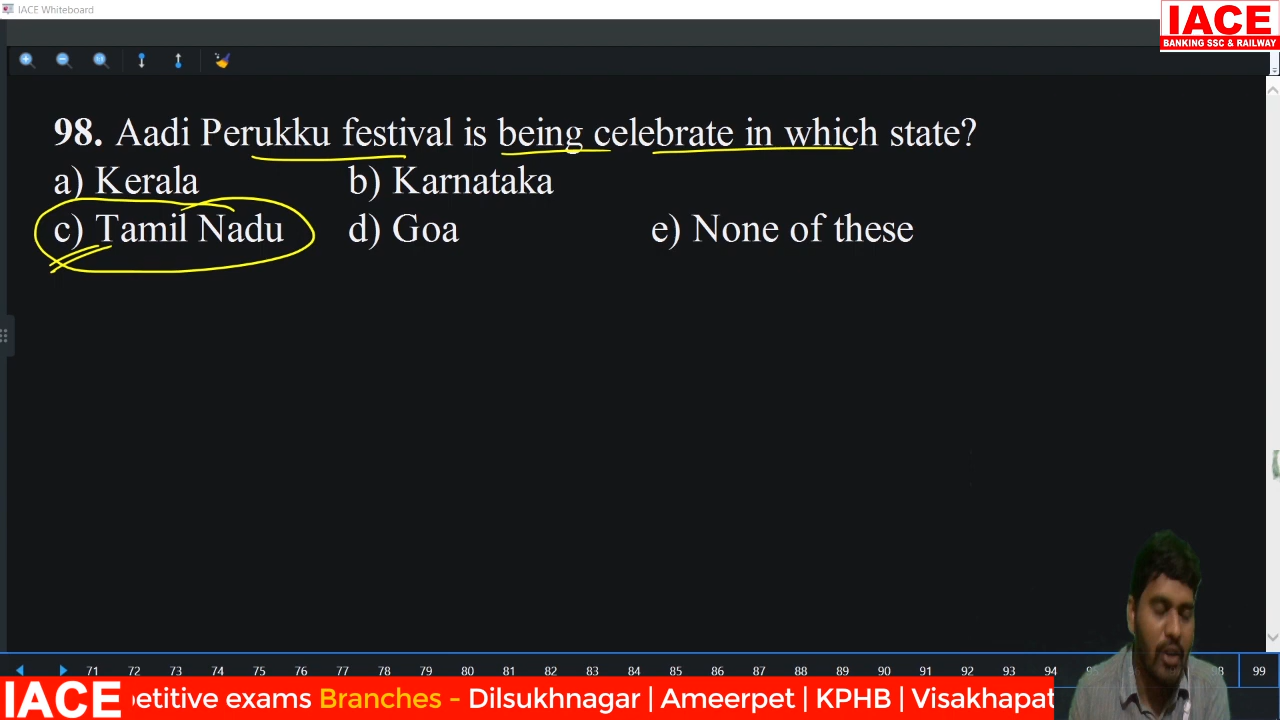 IACE Whiteboard
IACE
BANKING SSC & RAILWAY
98. Aadi Perukku festival is being celebrate in which state?
a) Kerala b) Karnataka
c) Tamil Nadu d) Goa e) None of these
71 72 73 74 75 76 77 78 79 80 81 82 83 84 85 86 87 88 89 90 91 92 93 94 98 99
IACE petitive exams Branches - Dilsukhnagar | Ameerpet | KPHB | Visakhapat